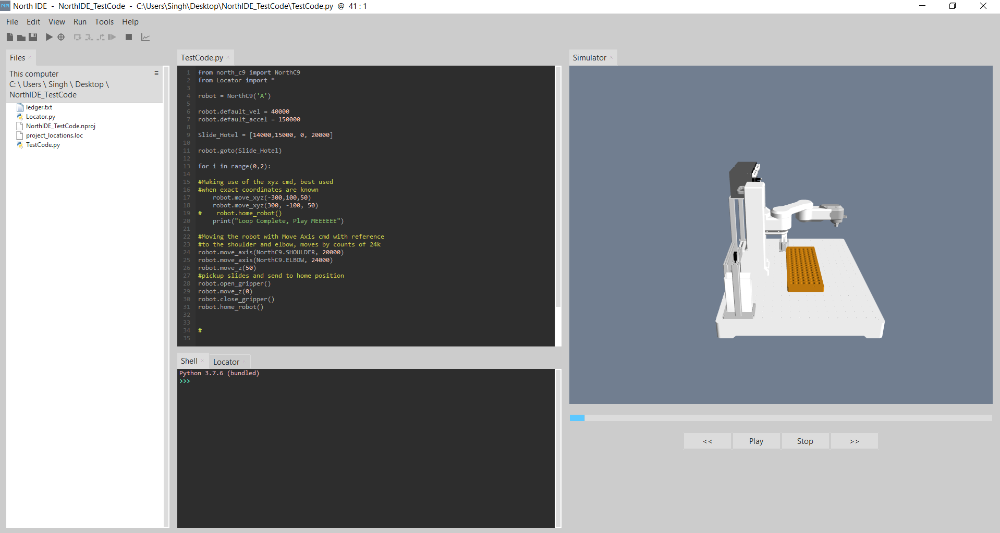 NR North IDE - NorthIDE_TestCode - C:\Users\Singh\Desktop\NorthIDE_TestCode\TestCode.py @ 41 : 1
File Edit View Run Tools Help
Files
This computer
C: \ Users \ Singh \ Desktop \
NorthIDE_TestCode
ledger.txt
Locator.py
NorthIDE_TestCode.nproj
project_locations.loc
TestCode.py
TestCode.py
1 from north_c9 import NorthC9
2 from Locator import *
3
4 robot = NorthC9('A')
5
6 robot.default_vel = 40000
7 robot.default_accel = 150000
8
9 Slide_Hotel = [14000,15000, 0, 20000]
10
11 robot.goto(Slide_Hotel)
12
13 for i in range(0,2):
14
15 #Making use of the xyz cmd, best used
16 #when exact coordinates are known
17     robot.move_xyz(-300,100,50)
18     robot.move_xyz(300, -100, 50)
19 #    robot.home_robot()
20     print("Loop Complete, Play MEEEEEE")
21
22 #Moving the robot with Move Axis cmd with reference
23 #to the shoulder and elbow, moves by counts of 24k
24 robot.move_axis(NorthC9.SHOULDER, 20000)
25 robot.move_axis(NorthC9.ELBOW, 24000)
26 robot.move_z(50)
27 #pickup slides and send to home position
28 robot.open_gripper()
29 robot.move_z(0)
30 robot.close_gripper()
31 robot.home_robot()
32
33
34 #
35
Shell Locator
Python 3.7.6 (bundled)
>>>
Simulator
<< Play Stop >>